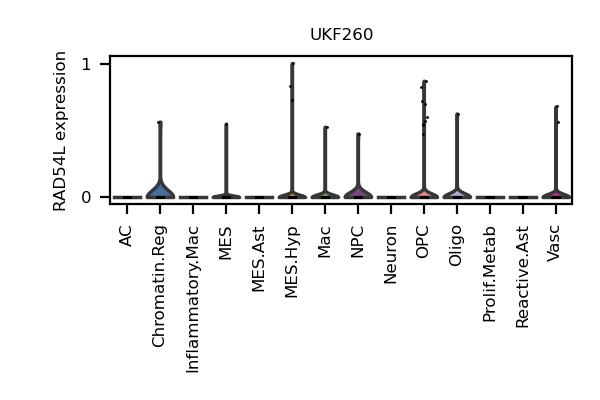 UKF260
RAD54L expression
1
0
AC
Chromatin.Reg
Inflammatory.Mac
MES
MES.Ast
MES.Hyp
Mac
NPC
Neuron
OPC
Oligo
Prolif.Metab
Reactive.Ast
Vasc